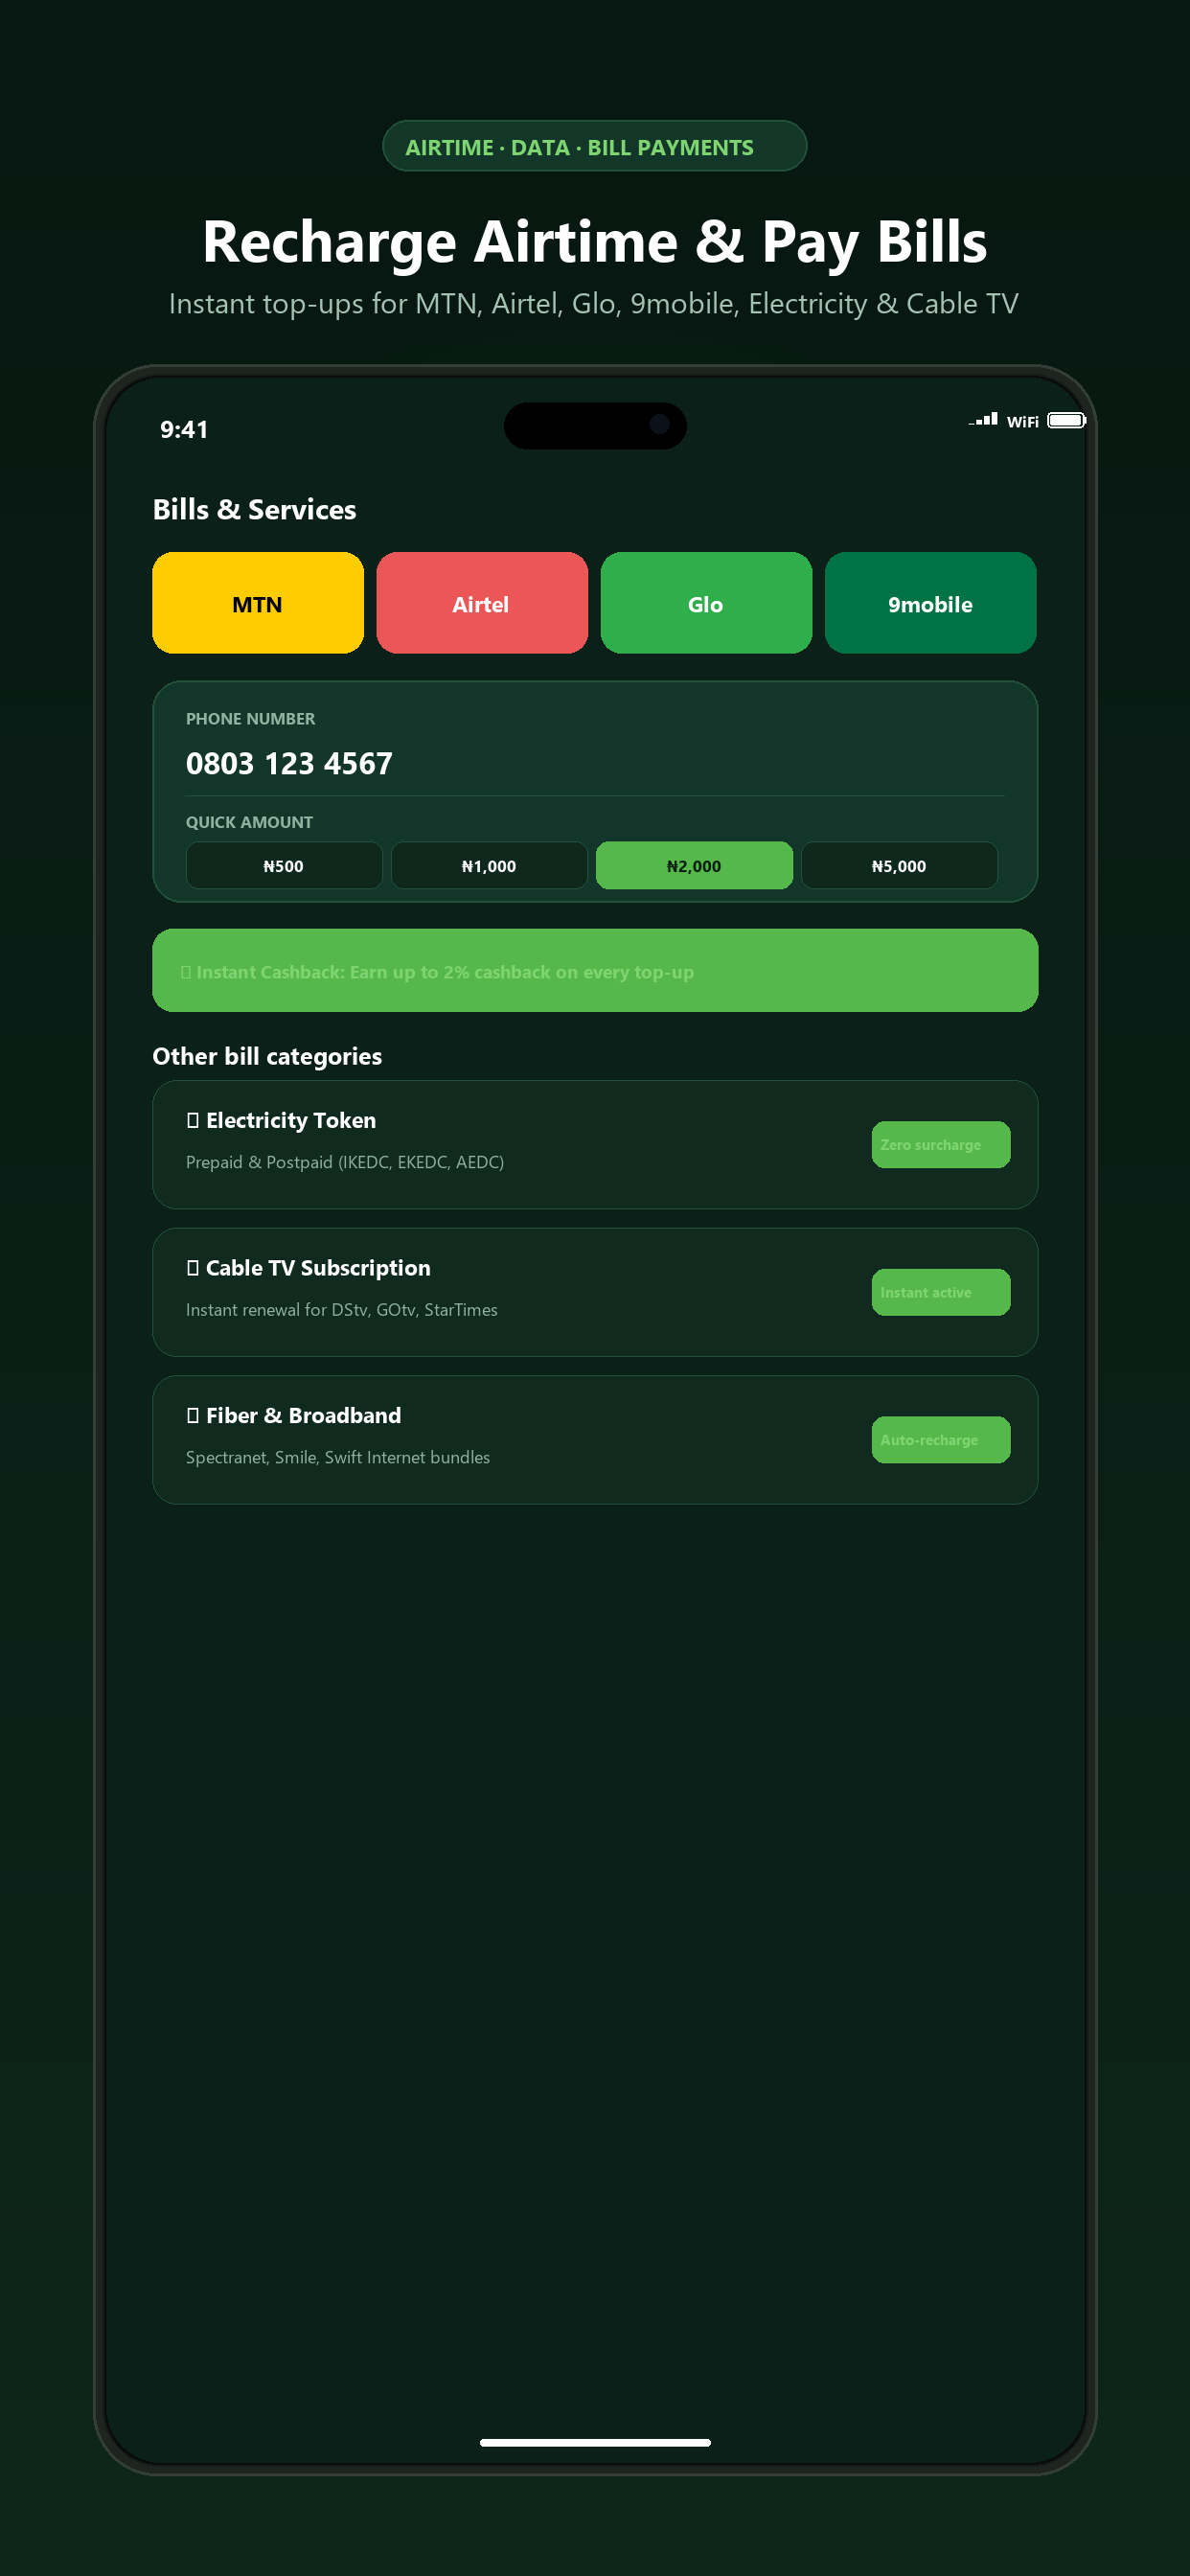 AIRTIME · DATA · BILL PAYMENTS
Recharge Airtime & Pay Bills
Instant top-ups for MTN, Airtel, Glo, 9mobile, Electricity & Cable TV
9:41
WiFi
Bills & Services
MTN
Airtel
Glo
9mobile
PHONE NUMBER
0803 123 4567
QUICK AMOUNT
₦500
₦1,000
₦2,000
₦5,000
Instant Cashback: Earn up to 2% cashback on every top-up
Other bill categories
Electricity Token
Prepaid & Postpaid (IKEDC, EKEDC, AEDC)
Zero surcharge
Cable TV Subscription
Instant renewal for DStv, GOtv, StarTimes
Instant active
Fiber & Broadband
Spectranet, Smile, Swift Internet bundles
Auto-recharge